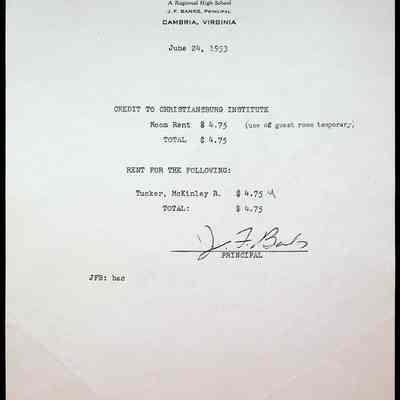 A Regional High School
J. F. BANKS, PRINCIPAL
CAMBRIA, VIRGINIA
June 24, 1953
CREDIT TO CHRISTIANSBURG INSTITUTE
Room Rent $ 4.75 (use of guest room temporary)
TOTAL $ 4.75
RENT FOR THE FOLLOWING:
Tucker, McKinley R. $ 4.75
TOTAL: $ 4.75
J. F. Banks
PRINCIPAL
JFB: hac